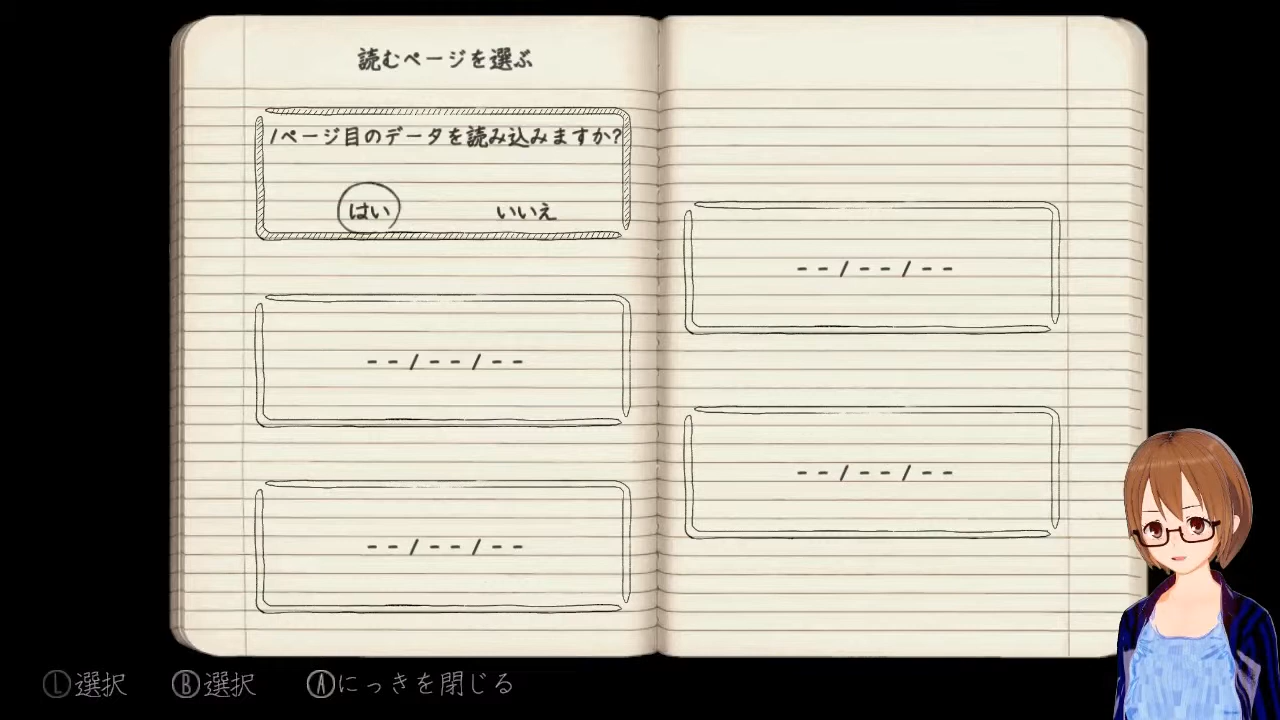 読むページを選ぶ
1ページ目のデータを読み込みますか?
はい いいえ
--/--/--
--/--/--
--/--/--
--/--/--
Ⓛ選択 Ⓑ選択 Ⓐにっきを閉じる